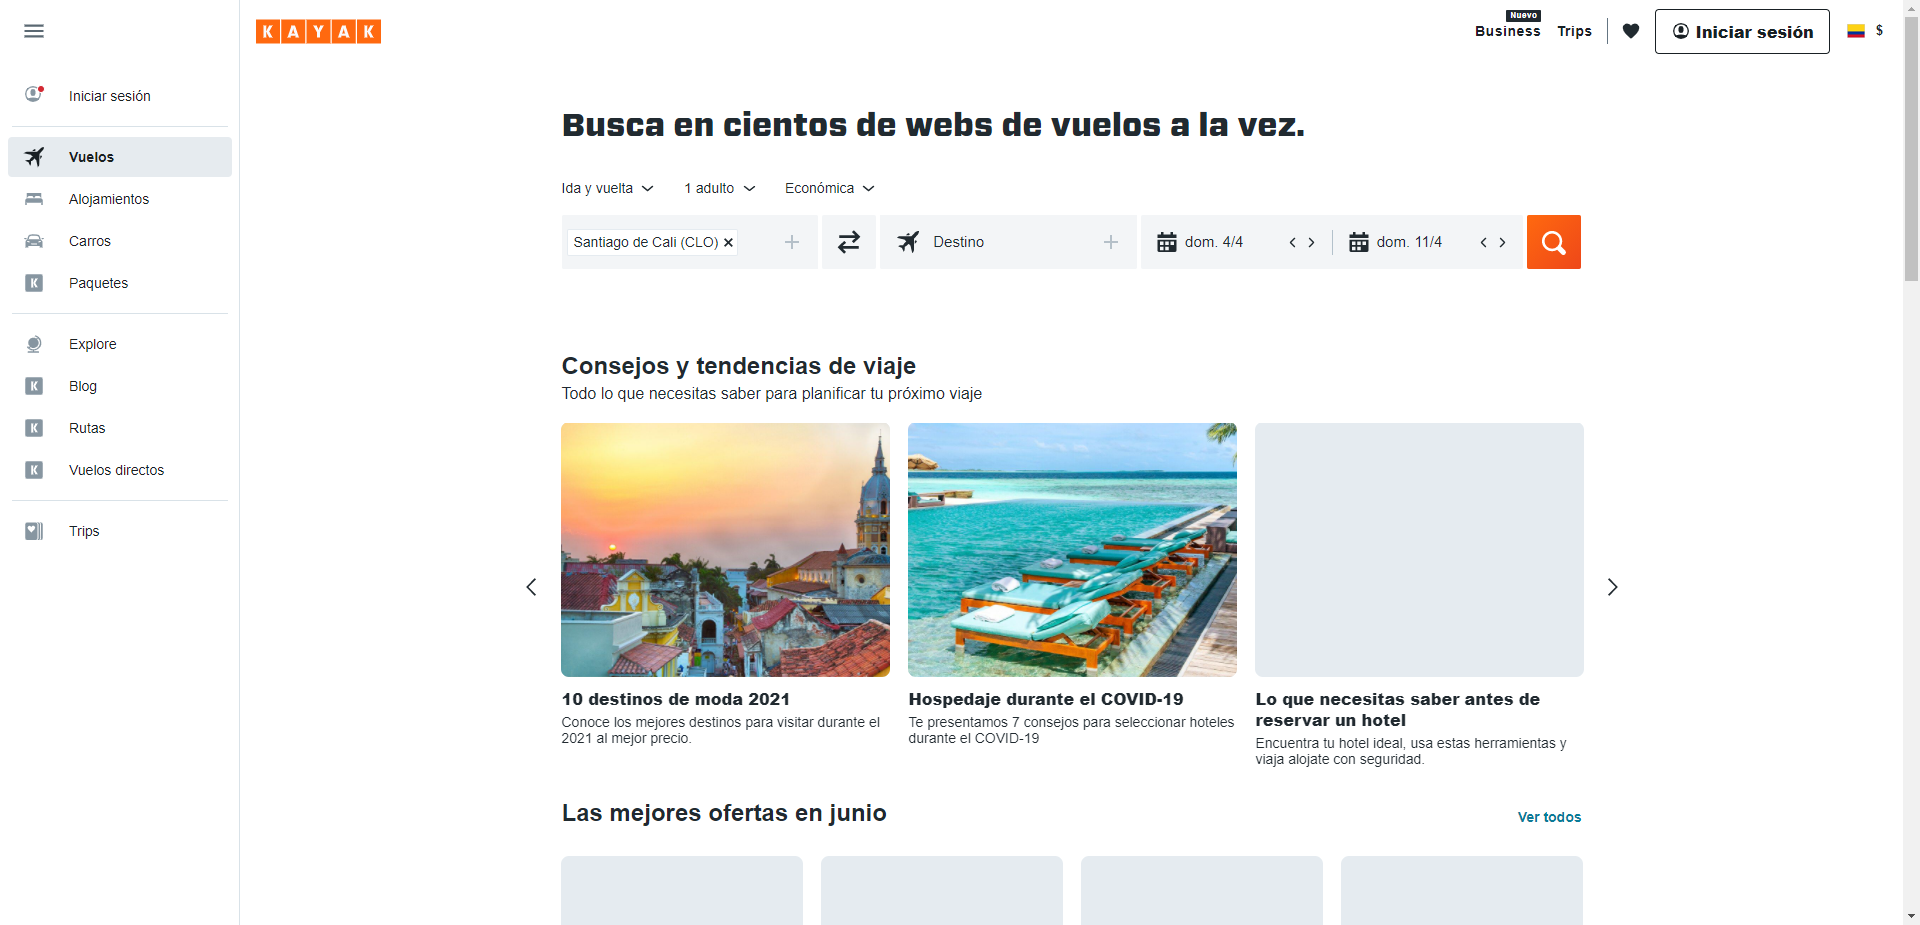 KAYAK
Nuevo
Business
Trips
Iniciar sesión
$
Iniciar sesión
Vuelos
Alojamientos
Carros
K
Paquetes
Explore
K
Blog
K
Rutas
K
Vuelos directos
Trips
Busca en cientos de webs de vuelos a la vez.
Ida y vuelta
1 adulto
Económica
Santiago de Cali (CLO)
Destino
dom. 4/4
dom. 11/4
Consejos y tendencias de viaje
Todo lo que necesitas saber para planificar tu próximo viaje
10 destinos de moda 2021
Conoce los mejores destinos para visitar durante el
2021 al mejor precio.
Hospedaje durante el COVID-19
Te presentamos 7 consejos para seleccionar hoteles
durante el COVID-19
Lo que necesitas saber antes de
reservar un hotel
Encuentra tu hotel ideal, usa estas herramientas y
viaja alojate con seguridad.
Las mejores ofertas en junio
Ver todos